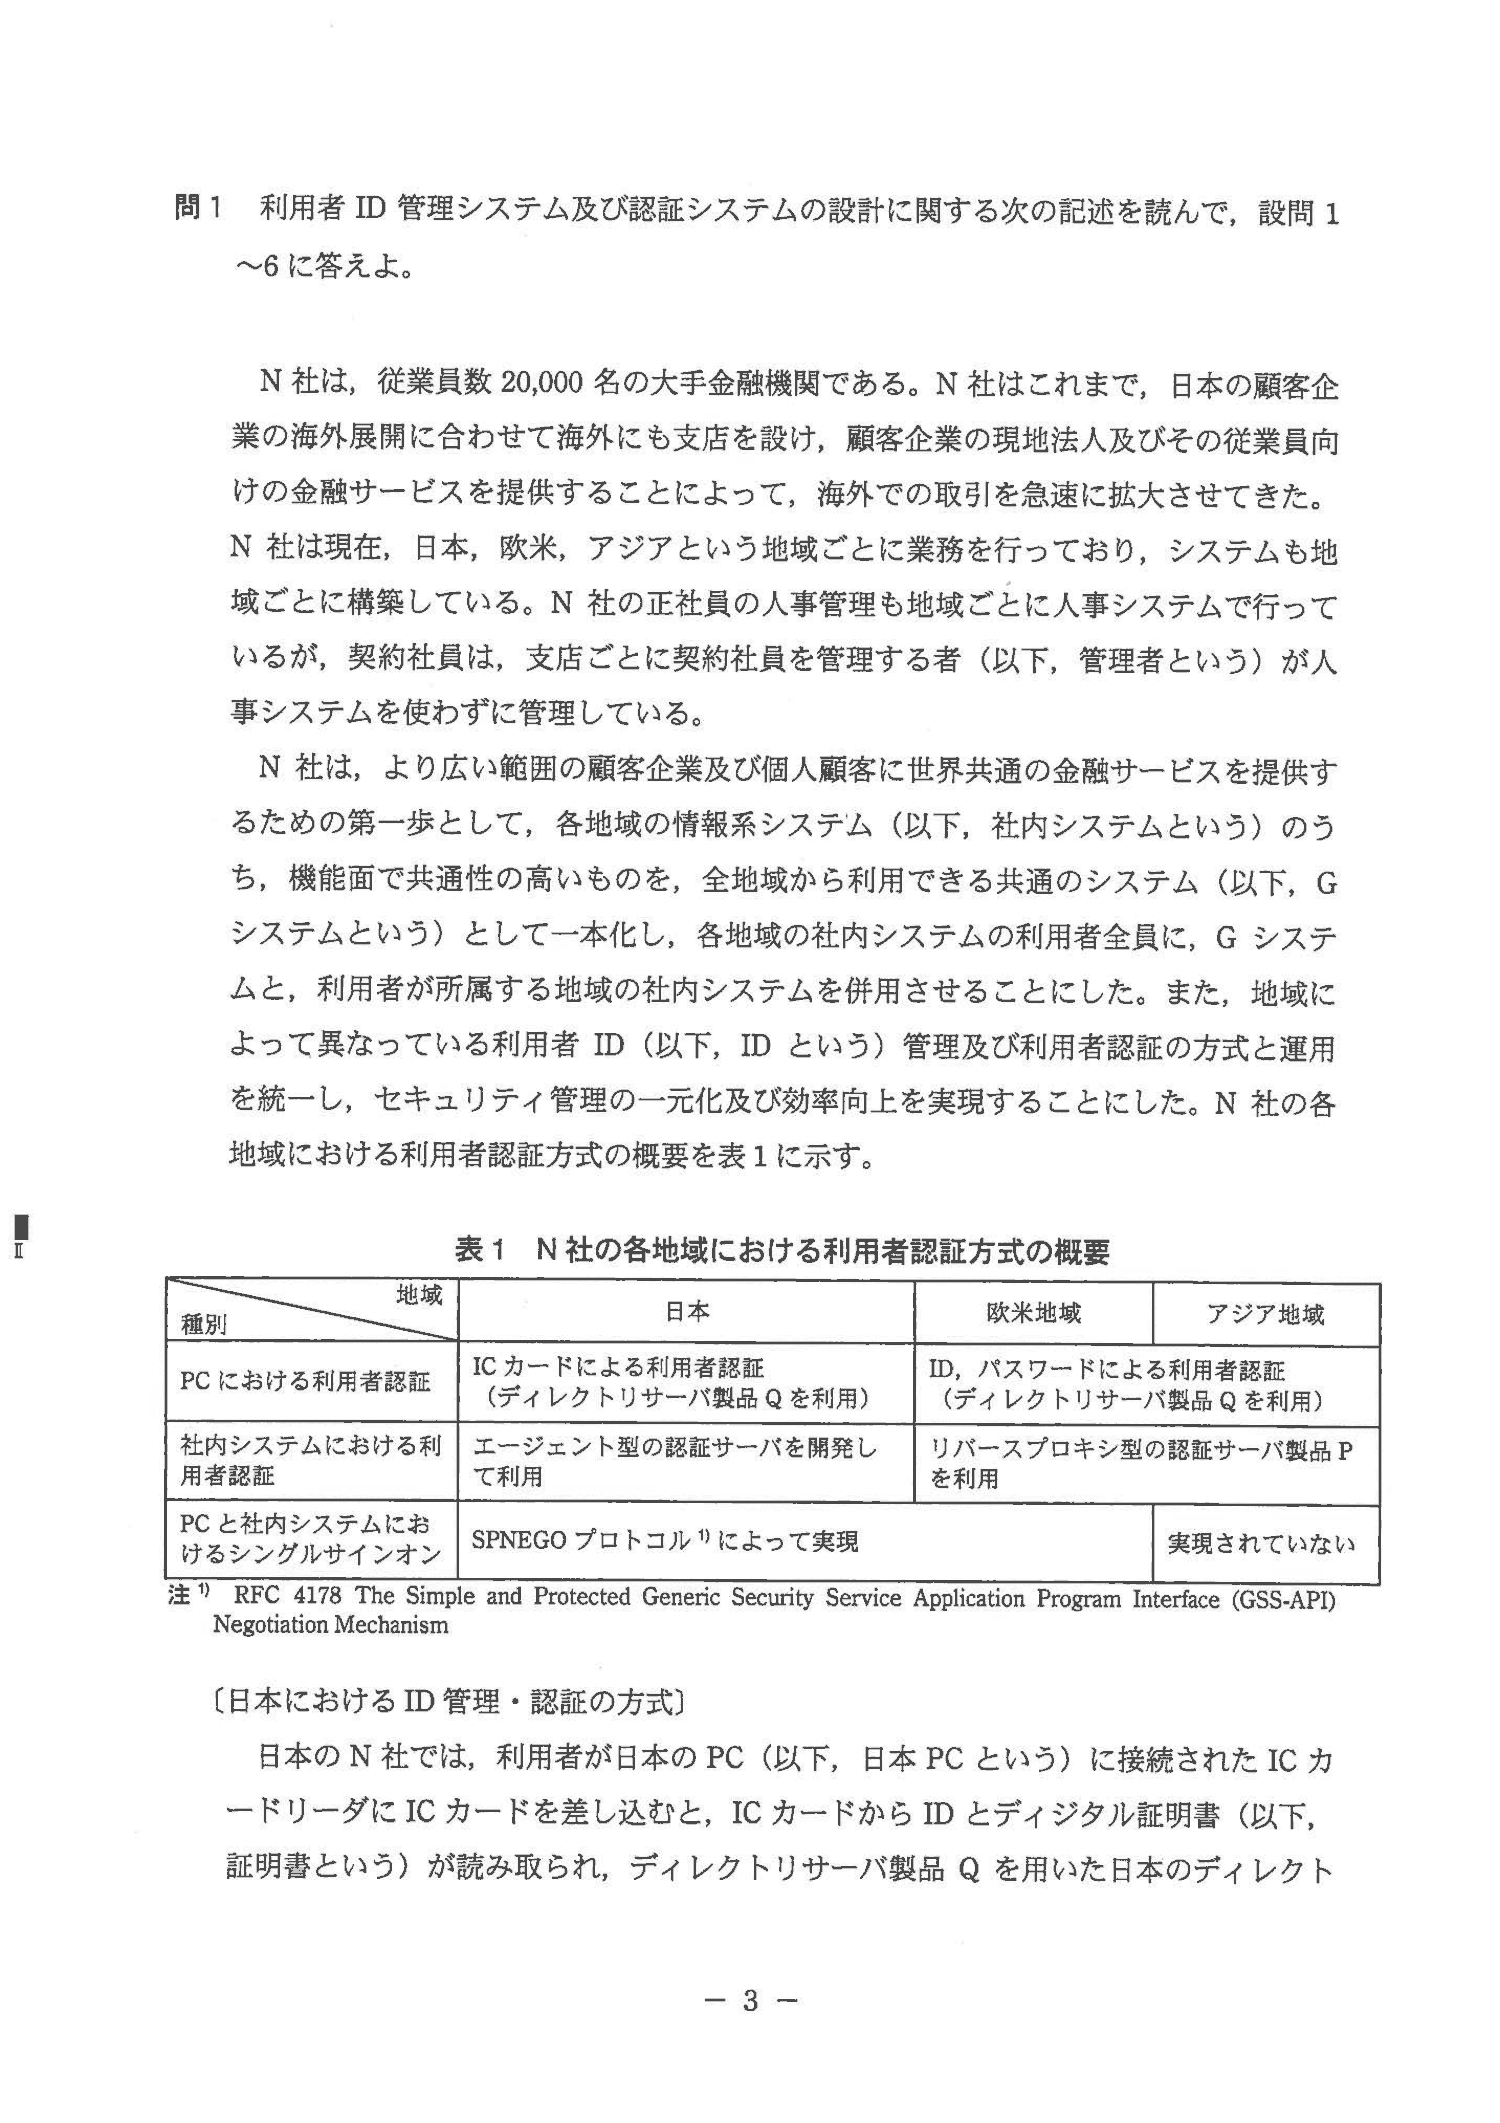 問1 利用者 ID 管理システム及び認証システムの設計に関する次の記述を読んで，設問 1
～6 に答えよ。
N 社は，従業員数 20,000 名の大手金融機関である。N 社はこれまで，日本の顧客企
業の海外展開に合わせて海外にも支店を設け，顧客企業の現地法人及びその従業員向
けの金融サービスを提供することによって，海外での取引を急速に拡大させてきた。
N 社は現在，日本，欧米，アジアという地域ごとに業務を行っており，システムも地
域ごとに構築している。N 社の正社員の人事管理も地域ごとに人事システムで行って
いるが，契約社員は，支店ごとに契約社員を管理する者（以下，管理者という）が人
事システムを使わずに管理している。
N 社は，より広い範囲の顧客企業及び個人顧客に世界共通の金融サービスを提供す
るための第一歩として，各地域の情報系システム（以下，社内システムという）のう
ち，機能面で共通性の高いものを，全地域から利用できる共通のシステム（以下，G
システムという）として一本化し，各地域の社内システムの利用者全員に，G システ
ムと，利用者が所属する地域の社内システムを併用させることにした。また，地域に
よって異なっている利用者 ID（以下，ID という）管理及び利用者認証の方式と運用
を統一し，セキュリティ管理の一元化及び効率向上を実現することにした。N 社の各
地域における利用者認証方式の概要を表 1 に示す。
Ⅱ
表 1 N 社の各地域における利用者認証方式の概要
地域
種別
日本
欧米地域
アジア地域
PC における利用者認証
IC カードによる利用者認証
（ディレクトリサーバ製品 Q を利用）
ID，パスワードによる利用者認証
（ディレクトリサーバ製品 Q を利用）
社内システムにおける利
用者認証
エージェント型の認証サーバを開発し
て利用
リバースプロキシ型の認証サーバ製品 P
を利用
PC と社内システムにお
けるシングルサインオン
SPNEGO プロトコル 1) によって実現
実現されていない
注 1) RFC 4178 The Simple and Protected Generic Security Service Application Program Interface (GSS-API)
Negotiation Mechanism
〔日本における ID 管理・認証の方式〕
日本の N 社では，利用者が日本の PC（以下，日本 PC という）に接続された IC カ
ードリーダに IC カードを差し込むと，IC カードから ID とディジタル証明書（以下，
証明書という）が読み取られ，ディレクトリサーバ製品 Q を用いた日本のディレクト
－ 3 －